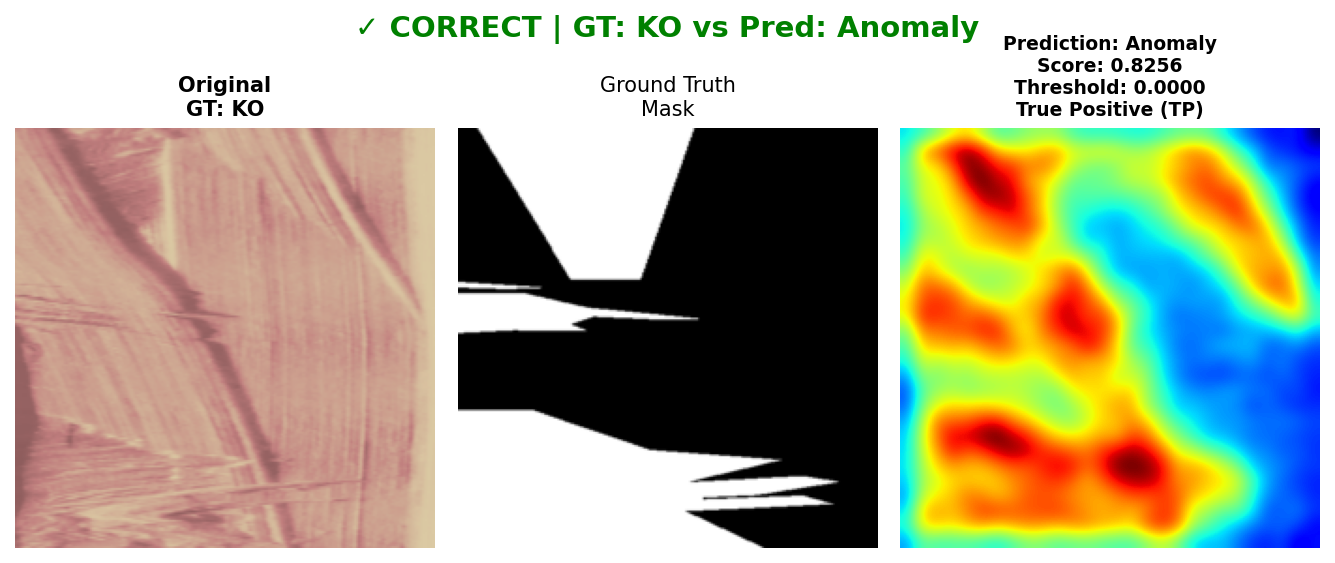 ✓ CORRECT | GT: KO vs Pred: Anomaly
Original
GT: KO
Ground Truth
Mask
Prediction: Anomaly
Score: 0.8256
Threshold: 0.0000
True Positive (TP)